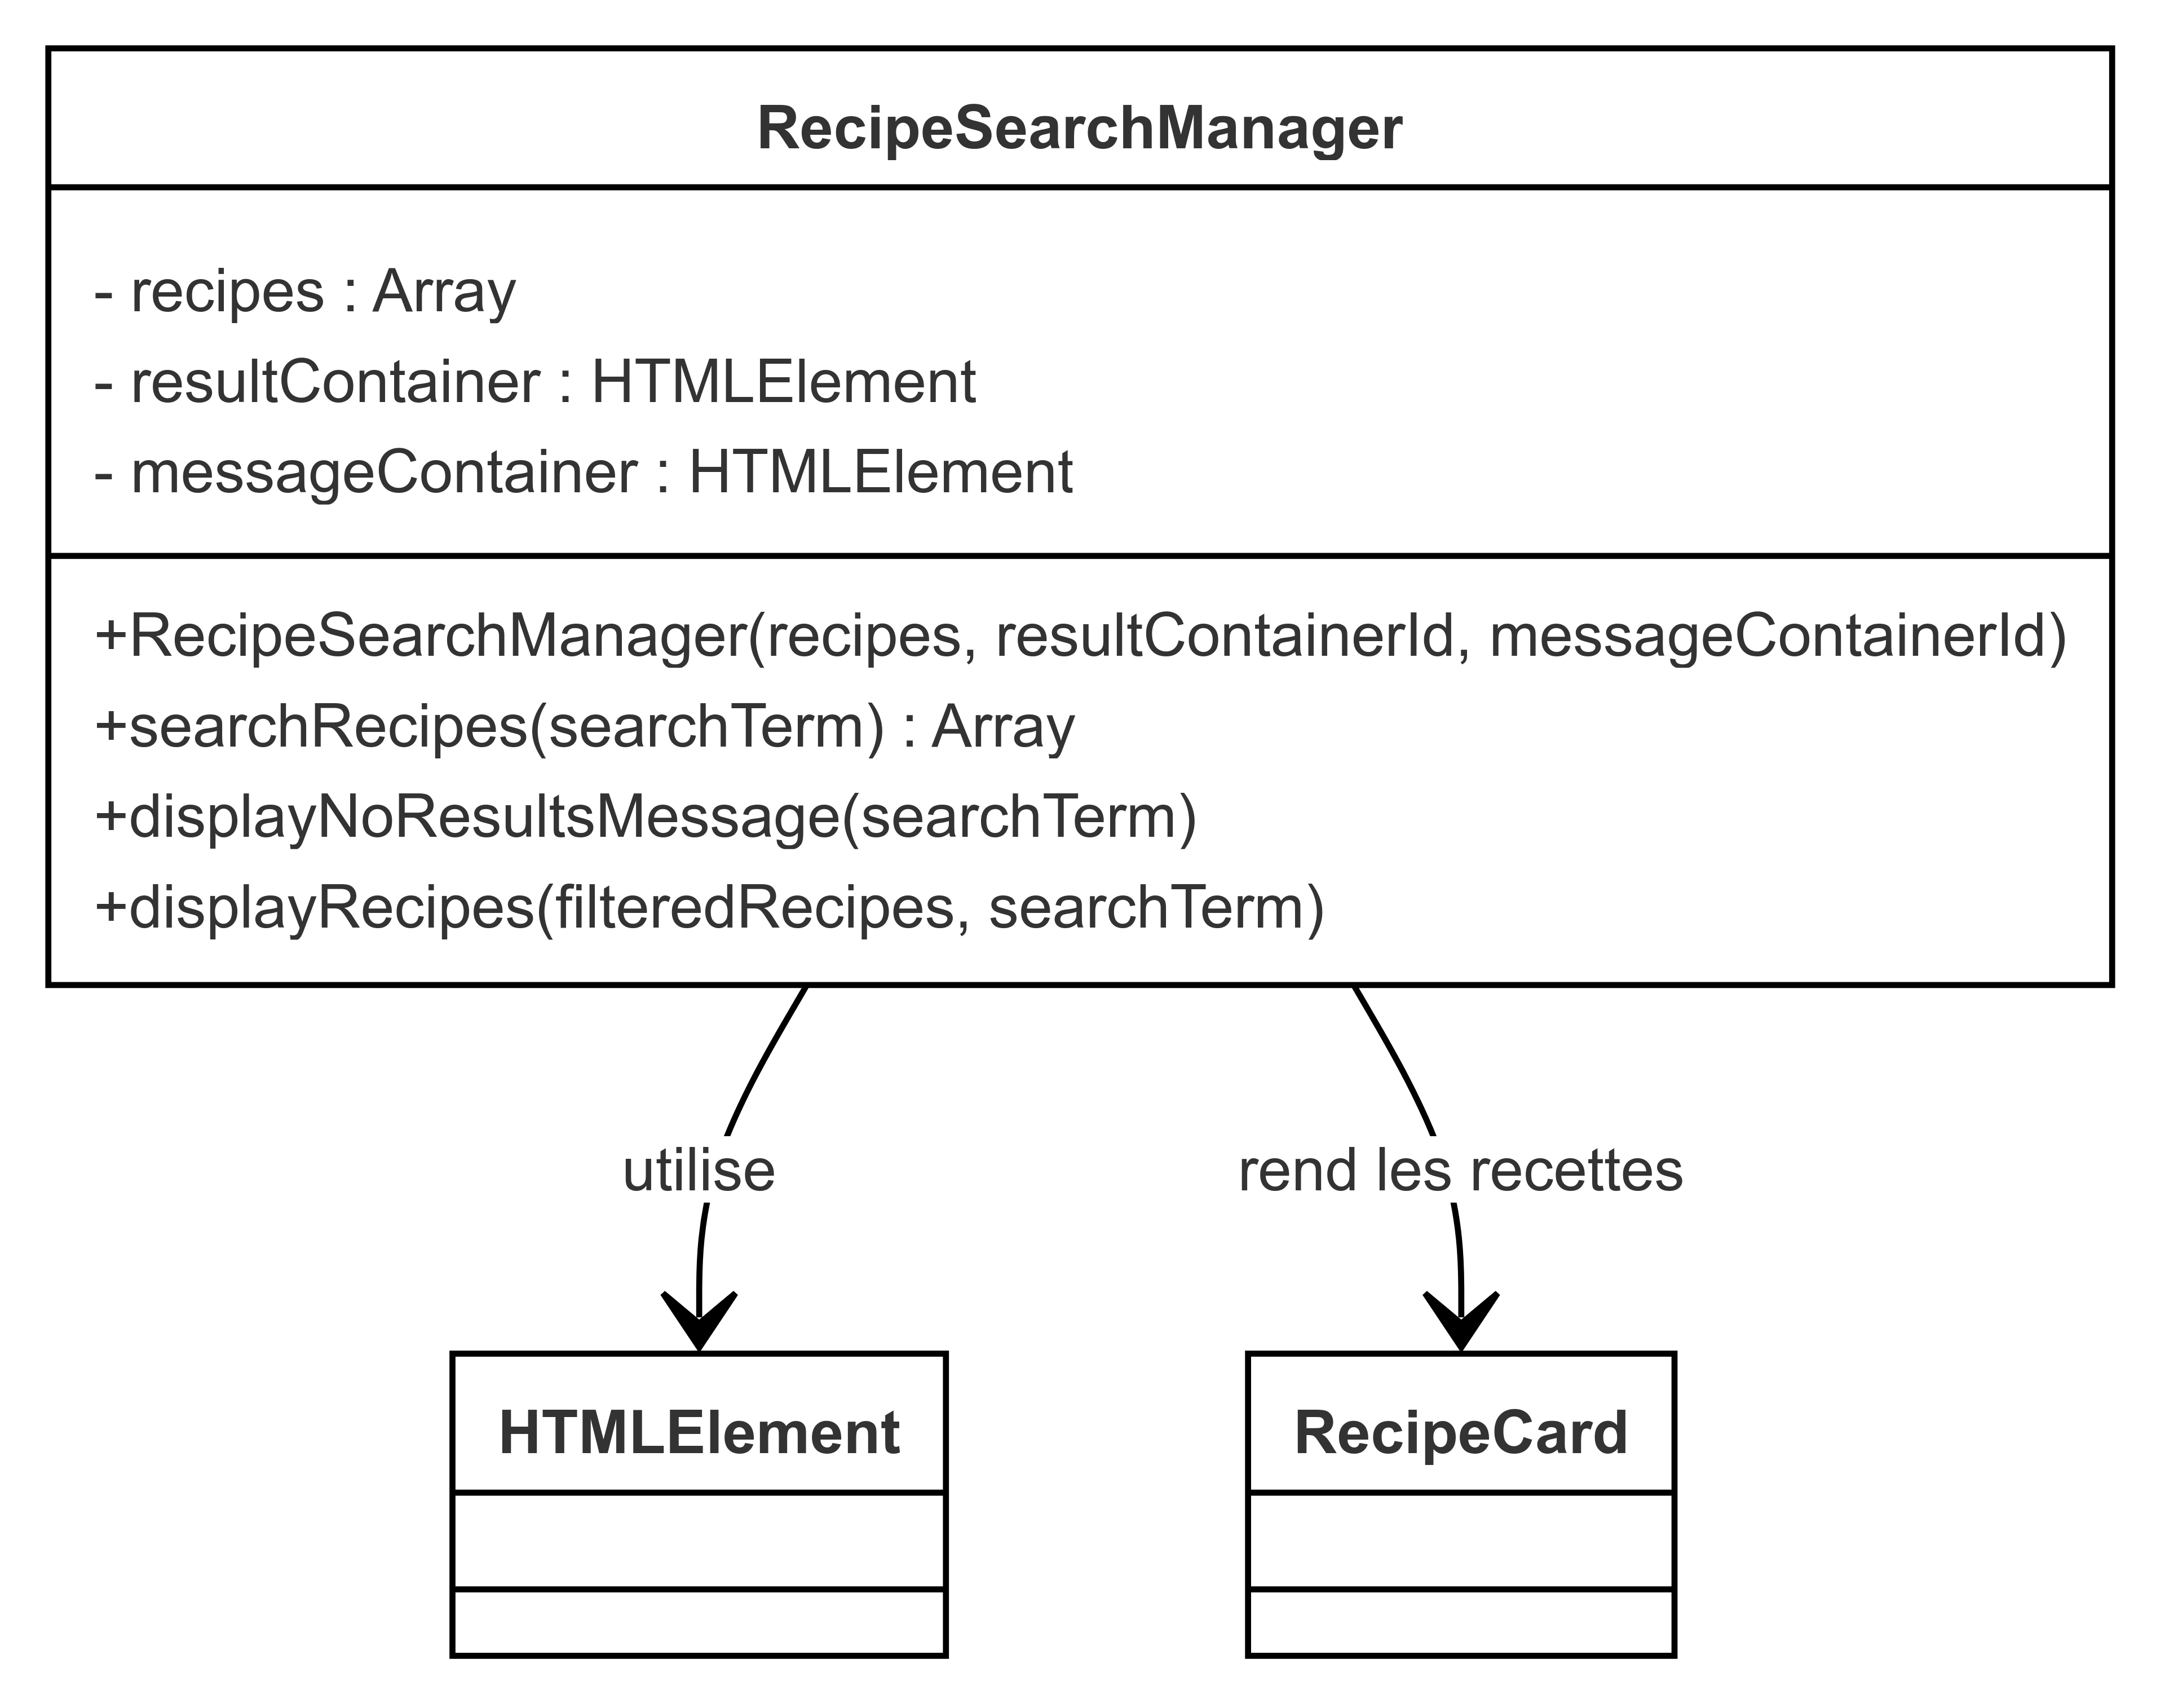 RecipeSearchManager
- recipes : Array
- resultContainer : HTMLElement
- messageContainer : HTMLElement
+RecipeSearchManager(recipes, resultContainerId, messageContainerId)
+searchRecipes(searchTerm) : Array
+displayNoResultsMessage(searchTerm)
+displayRecipes(filteredRecipes, searchTerm)
utilise
rend les recettes
HTMLElement
RecipeCard